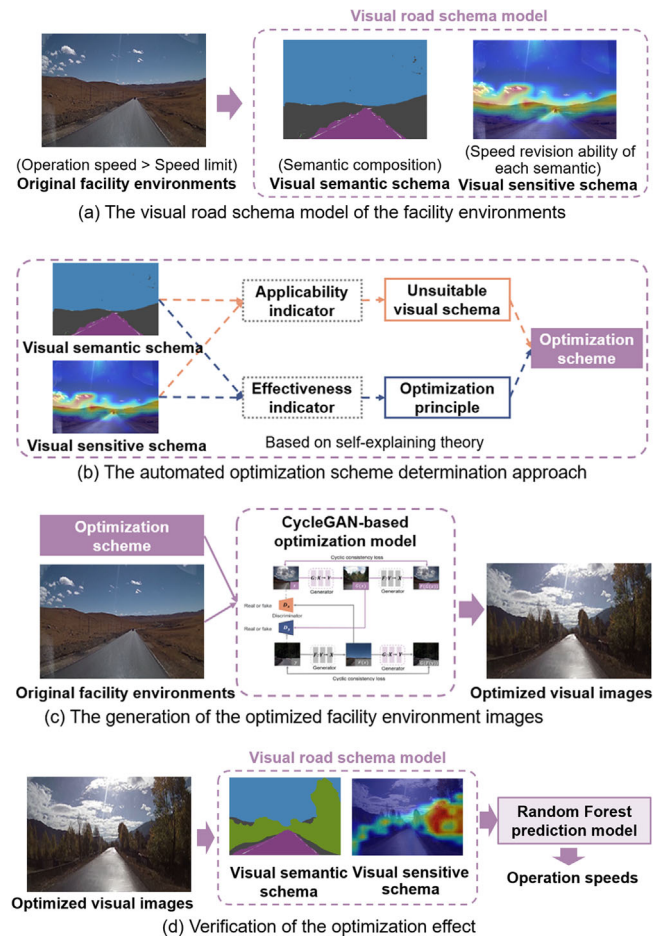 Visual road schema model
(Operation speed > Speed limit)
Original facility environments
(Semantic composition)
Visual semantic schema
(Speed revision ability of
each semantic)
Visual sensitive schema
(a) The visual road schema model of the facility environments
Visual semantic schema
Visual sensitive schema
Applicability
indicator
Unsuitable
visual schema
Effectiveness
indicator
Optimization
principle
Optimization
scheme
Based on self-explaining theory
(b) The automated optimization scheme determination approach
Optimization
scheme
Original facility environments
CycleGAN-based
optimization model
Cyclic consistency loss
Generator
Generator
Real or fake
Discriminator
Real or fake
Generator
Generator
Cyclic consistency loss
Optimized visual images
(c) The generation of the optimized facility environment images
Visual road schema model
Optimized visual images
Visual semantic
schema
Visual sensitive
schema
Random Forest
prediction model
Operation speeds
(d) Verification of the optimization effect